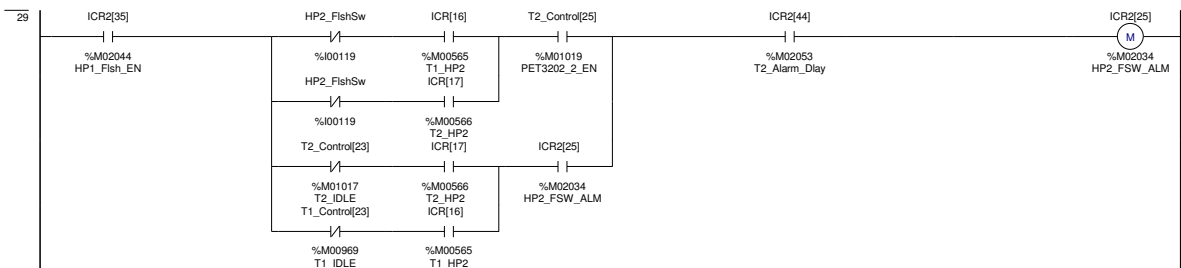 29
ICR2[35] HP2_FlshSw ICR[16] T2_Control[25] ICR2[44] ICR2[25]
M
%M02044 %I00119 %M00565 %M01019 %M02053 %M02034
HP1_Flsh_EN T1_HP2 PET3202_2_EN T2_Alarm_Dlay HP2_FSW_ALM
HP2_FlshSw ICR[17]
%I00119 %M00566
T2_HP2
T2_Control[23] ICR[17] ICR2[25]
%M01017 %M00566 %M02034
T2_IDLE T2_HP2 HP2_FSW_ALM
T1_Control[23] ICR[16]
%M00969 %M00565
T1_IDLE T1_HP2